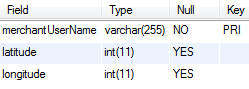 Field Type Null Key
merchantUserName varchar(255) NO PRI
latitude int(11) YES
longitude int(11) YES